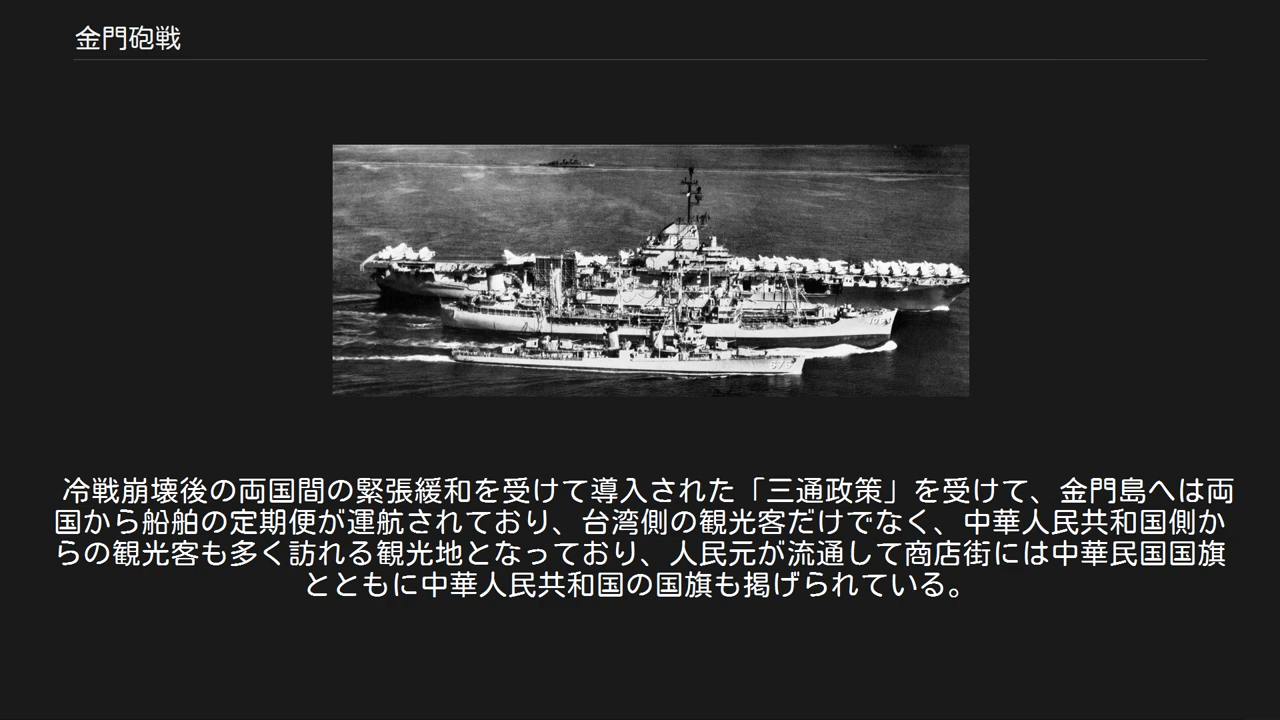 金門砲戦
冷戦崩壊後の両国間の緊張緩和を受けて導入された「三通政策」を受けて、金門島へは両
国から船舶の定期便が運航されており、台湾側の観光客だけでなく、中華人民共和国側か
らの観光客も多く訪れる観光地となっており、人民元が流通して商店街には中華民国国旗
とともに中華人民共和国の国旗も掲げられている。